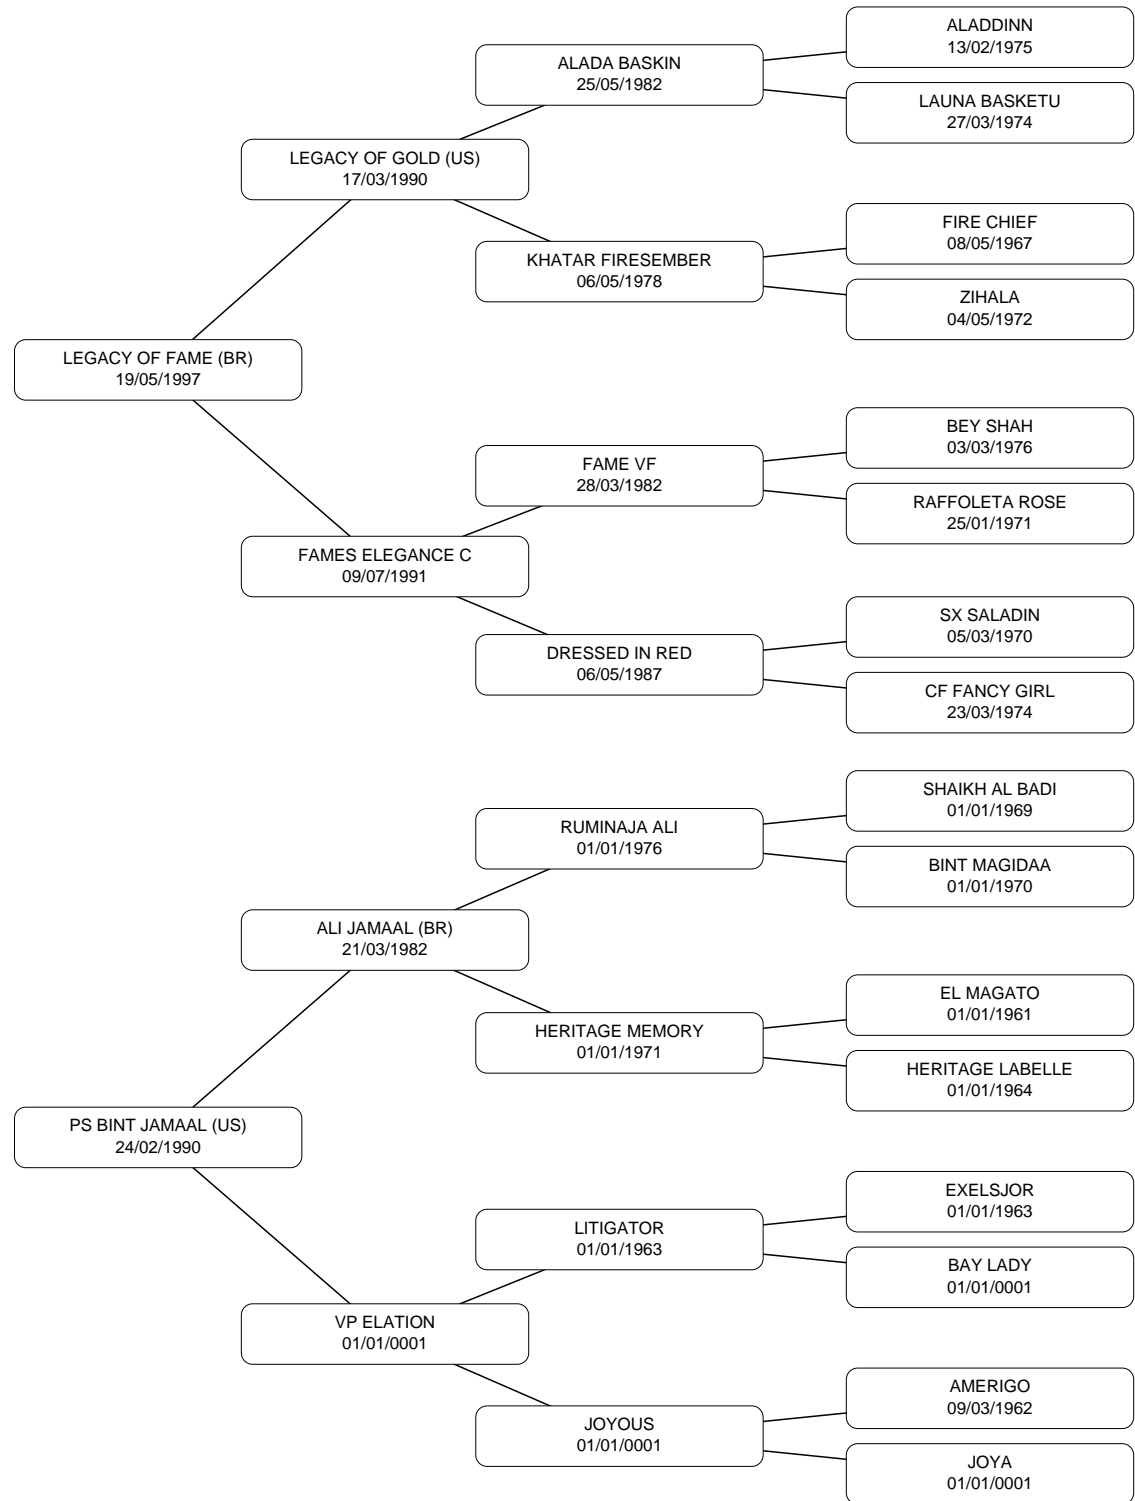 ALADDINN
13/02/1975
ALADA BASKIN
25/05/1982
LAUNA BASKETU
27/03/1974
LEGACY OF GOLD (US)
17/03/1990
FIRE CHIEF
08/05/1967
KHATAR FIRESEMBER
06/05/1978
ZIHALA
04/05/1972
LEGACY OF FAME (BR)
19/05/1997
BEY SHAH
03/03/1976
FAME VF
28/03/1982
RAFFOLETA ROSE
25/01/1971
FAMES ELEGANCE C
09/07/1991
SX SALADIN
05/03/1970
DRESSED IN RED
06/05/1987
CF FANCY GIRL
23/03/1974
SHAIKH AL BADI
01/01/1969
RUMINAJA ALI
01/01/1976
BINT MAGIDAA
01/01/1970
ALI JAMAAL (BR)
21/03/1982
EL MAGATO
01/01/1961
HERITAGE MEMORY
01/01/1971
HERITAGE LABELLE
01/01/1964
PS BINT JAMAAL (US)
24/02/1990
EXELSJOR
01/01/1963
LITIGATOR
01/01/1963
BAY LADY
01/01/0001
VP ELATION
01/01/0001
AMERIGO
09/03/1962
JOYOUS
01/01/0001
JOYA
01/01/0001